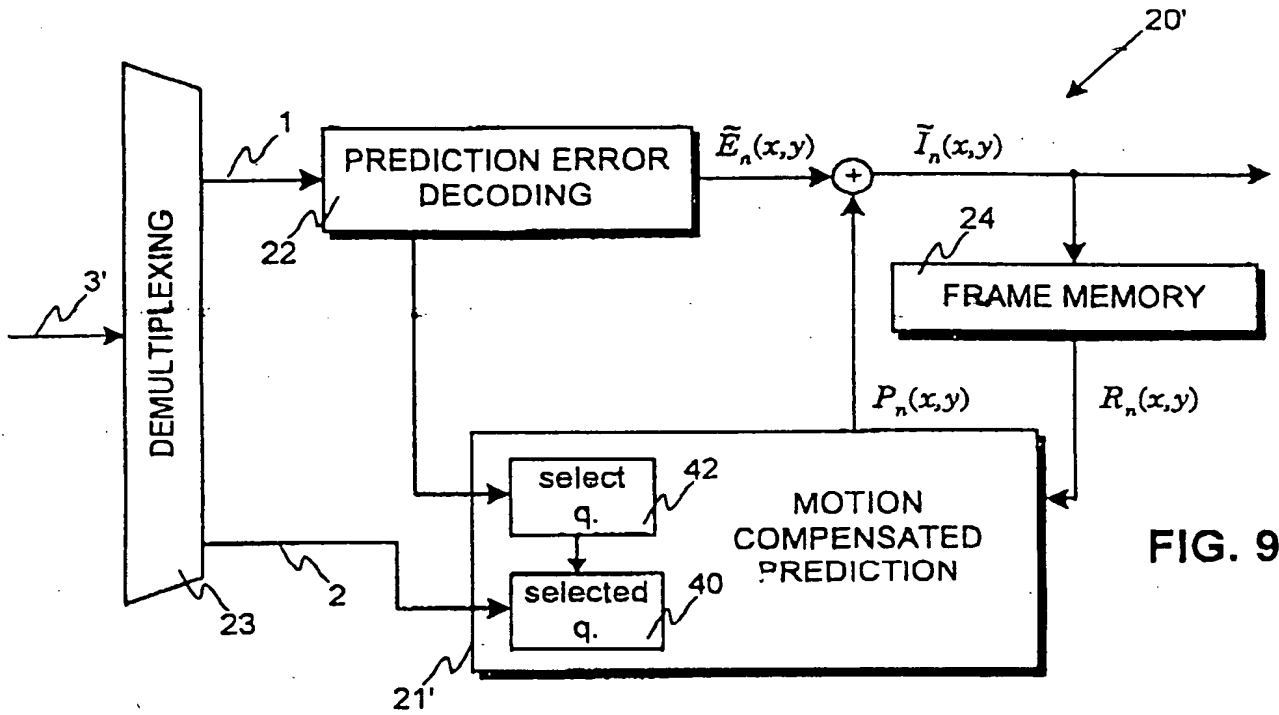 20'
1
PREDICTION ERROR
DECODING
22
Ẽₙ(x,y)
+
Ĩₙ(x,y)
24
FRAME MEMORY
3'
DEMULTIPLEXING
Pₙ(x,y)
Rₙ(x,y)
select
q.
42
MOTION
COMPENSATED
PREDICTION
FIG. 9
2
selected
q.
40
23
21'